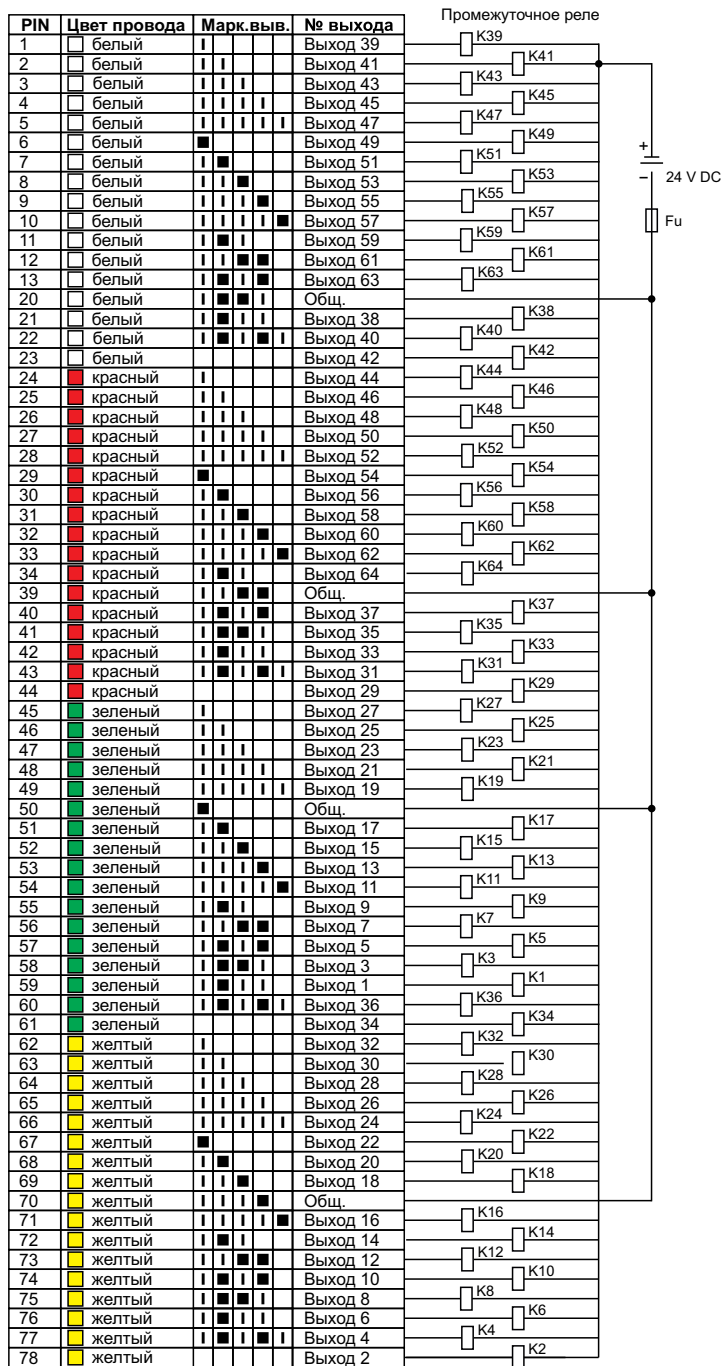 Промежуточное реле
PIN Цвет провода Марк.выв. № выхода
1 белый I Выход 39 K39
2 белый I I Выход 41 K41
3 белый I I I Выход 43 K43
4 белый I I I I Выход 45 K45
5 белый I I I I I Выход 47 K47
6 белый ■ Выход 49 K49
7 белый I ■ Выход 51 K51
8 белый I I ■ Выход 53 K53
9 белый I I I ■ Выход 55 K55
10 белый I I I I ■ Выход 57 K57
11 белый I ■ I Выход 59 K59
12 белый I I ■ ■ Выход 61 K61
13 белый I ■ I ■ Выход 63 K63
20 белый I ■ ■ I Общ.
21 белый I ■ I I Выход 38 K38
22 белый I ■ I ■ I Выход 40 K40
23 белый Выход 42 K42
24 красный I Выход 44 K44
25 красный I I Выход 46 K46
26 красный I I I Выход 48 K48
27 красный I I I I Выход 50 K50
28 красный I I I I I Выход 52 K52
29 красный ■ Выход 54 K54
30 красный I ■ Выход 56 K56
31 красный I I ■ Выход 58 K58
32 красный I I I ■ Выход 60 K60
33 красный I I I I ■ Выход 62 K62
34 красный I ■ I Выход 64 K64
39 красный I I ■ ■ Общ.
40 красный I ■ I ■ Выход 37 K37
41 красный I ■ ■ I Выход 35 K35
42 красный I ■ I I Выход 33 K33
43 красный I ■ I ■ I Выход 31 K31
44 красный Выход 29 K29
45 зеленый I Выход 27 K27
46 зеленый I I Выход 25 K25
47 зеленый I I I Выход 23 K23
48 зеленый I I I I Выход 21 K21
49 зеленый I I I I I Выход 19 K19
50 зеленый ■ Общ.
51 зеленый I ■ Выход 17 K17
52 зеленый I I ■ Выход 15 K15
53 зеленый I I I ■ Выход 13 K13
54 зеленый I I I I ■ Выход 11 K11
55 зеленый I ■ I Выход 9 K9
56 зеленый I I ■ ■ Выход 7 K7
57 зеленый I ■ I ■ Выход 5 K5
58 зеленый I ■ ■ I Выход 3 K3
59 зеленый I ■ I I Выход 1 K1
60 зеленый I ■ I ■ I Выход 36 K36
61 зеленый Выход 34 K34
62 желтый I Выход 32 K32
63 желтый I I Выход 30 K30
64 желтый I I I Выход 28 K28
65 желтый I I I I Выход 26 K26
66 желтый I I I I I Выход 24 K24
67 желтый ■ Выход 22 K22
68 желтый I ■ Выход 20 K20
69 желтый I I ■ Выход 18 K18
70 желтый I I I ■ Общ.
71 желтый I I I I ■ Выход 16 K16
72 желтый I ■ I Выход 14 K14
73 желтый I I ■ ■ Выход 12 K12
74 желтый I ■ I ■ Выход 10 K10
75 желтый I ■ ■ I Выход 8 K8
76 желтый I ■ I I Выход 6 K6
77 желтый I ■ I ■ I Выход 4 K4
78 желтый Выход 2 K2
+
− 24 V DC
Fu